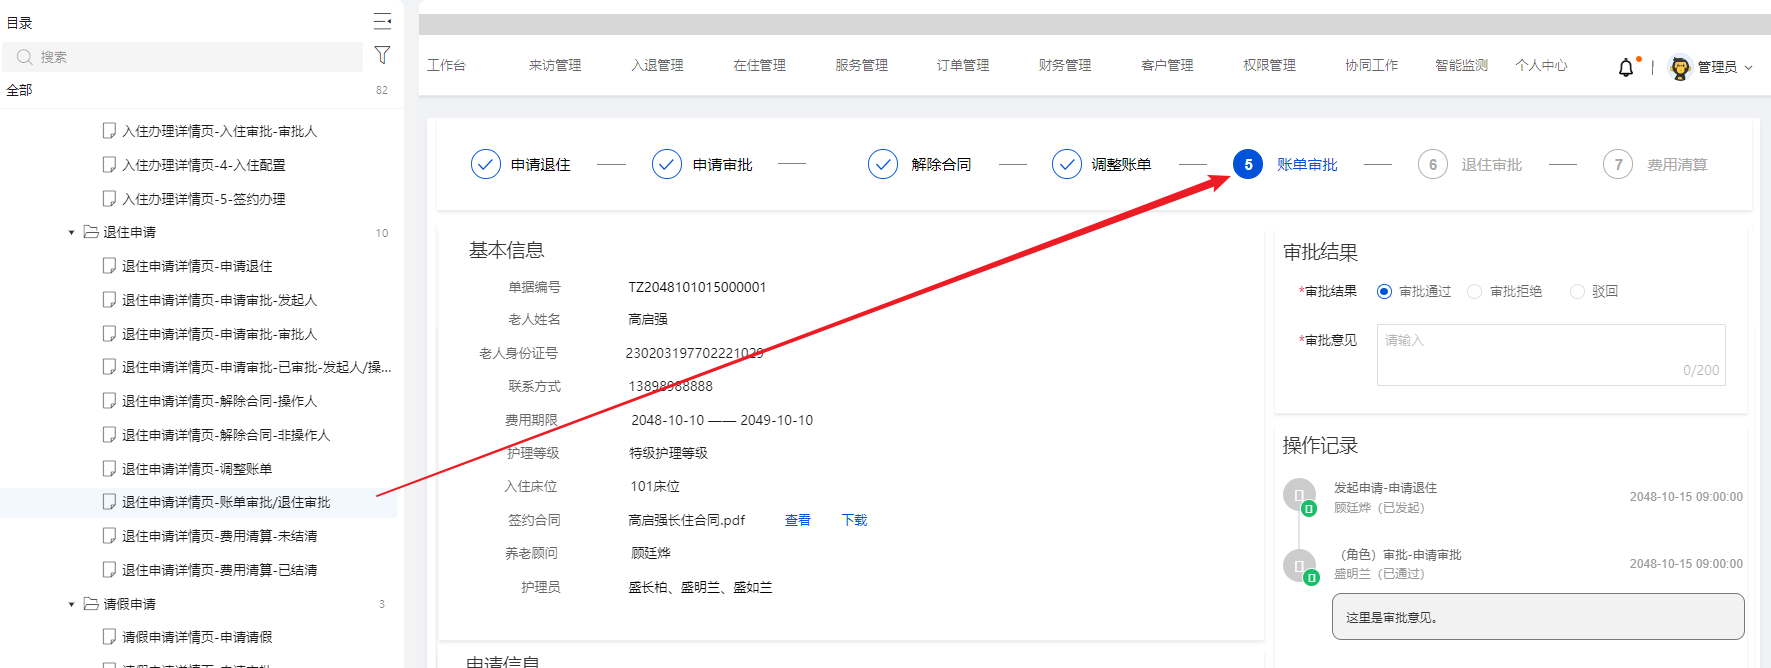 目录
搜索
全部 82
入住办理详情页-入住审批-审批人
入住办理详情页-4-入住配置
入住办理详情页-5-签约办理
退住申请 10
退住申请详情页-申请退住
退住申请详情页-申请审批-发起人
退住申请详情页-申请审批-审批人
退住申请详情页-申请审批-已审批-发起人/操...
退住申请详情页-解除合同-操作人
退住申请详情页-解除合同-非操作人
退住申请详情页-调整账单
退住申请详情页-账单审批/退住审批
退住申请详情页-费用清算-未结清
退住申请详情页-费用清算-已结清
请假申请 3
请假申请详情页-申请请假
工作台 来访管理 入退管理 在住管理 服务管理 订单管理 财务管理 客户管理 权限管理 协同工作 智能监测 个人中心 管理员
申请退住 申请审批 解除合同 调整账单 5 账单审批 6 退住审批 7 费用清算
基本信息
单据编号 TZ2048101015000001
老人姓名 高启强
老人身份证号 230203197702221029
联系方式 13898988888
费用期限 2048-10-10 —— 2049-10-10
护理等级 特级护理等级
入住床位 101床位
签约合同 高启强长住合同.pdf 查看 下载
养老顾问 顾廷烨
护理员 盛长柏、盛明兰、盛如兰
申请信息
审批结果
*审批结果 审批通过 审批拒绝 驳回
*审批意见 请输入
0/200
操作记录
发起申请-申请退住
顾廷烨（已发起）
2048-10-15 09:00:00
（角色）审批-申请审批
盛明兰（已通过）
2048-10-15 09:00:00
这里是审批意见。